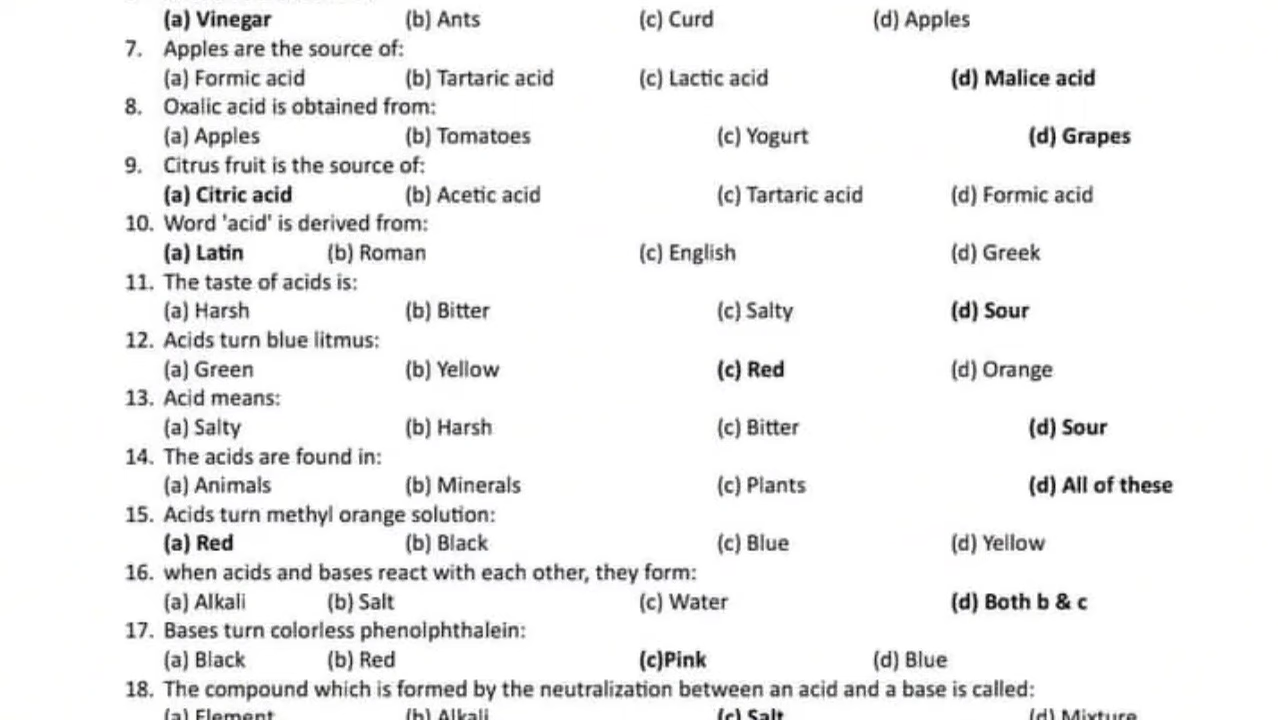 (a) Vinegar (b) Ants (c) Curd (d) Apples
7. Apples are the source of:
(a) Formic acid (b) Tartaric acid (c) Lactic acid (d) Malice acid
8. Oxalic acid is obtained from:
(a) Apples (b) Tomatoes (c) Yogurt (d) Grapes
9. Citrus fruit is the source of:
(a) Citric acid (b) Acetic acid (c) Tartaric acid (d) Formic acid
10. Word 'acid' is derived from:
(a) Latin (b) Roman (c) English (d) Greek
11. The taste of acids is:
(a) Harsh (b) Bitter (c) Salty (d) Sour
12. Acids turn blue litmus:
(a) Green (b) Yellow (c) Red (d) Orange
13. Acid means:
(a) Salty (b) Harsh (c) Bitter (d) Sour
14. The acids are found in:
(a) Animals (b) Minerals (c) Plants (d) All of these
15. Acids turn methyl orange solution:
(a) Red (b) Black (c) Blue (d) Yellow
16. when acids and bases react with each other, they form:
(a) Alkali (b) Salt (c) Water (d) Both b & c
17. Bases turn colorless phenolphthalein:
(a) Black (b) Red (c)Pink (d) Blue
18. The compound which is formed by the neutralization between an acid and a base is called:
(a) Element (b) Alkali (c) Salt (d) Mixture